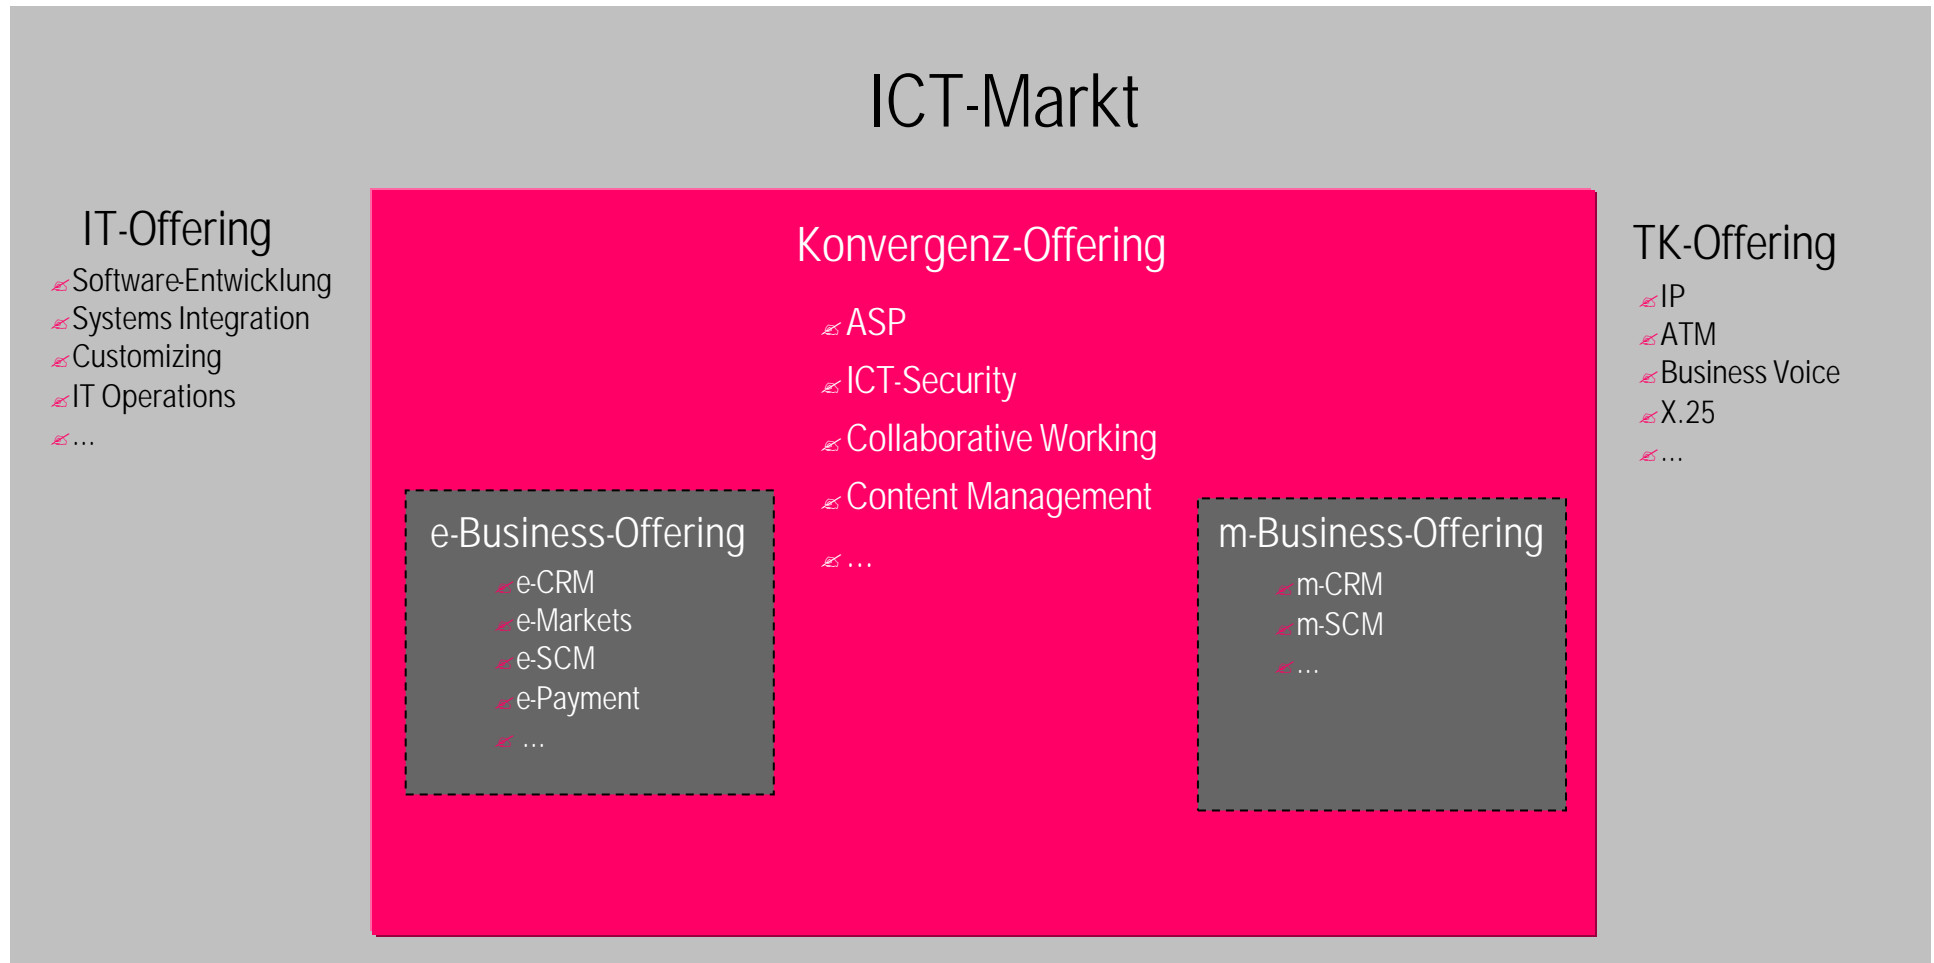 ICT-Markt
IT-Offering
Software-Entwicklung
Systems Integration
Customizing
IT Operations
...
Konvergenz-Offering
ASP
ICT-Security
Collaborative Working
Content Management
...
e-Business-Offering
e-CRM
e-Markets
e-SCM
e-Payment
...
m-Business-Offering
m-CRM
m-SCM
...
TK-Offering
IP
ATM
Business Voice
X.25
...